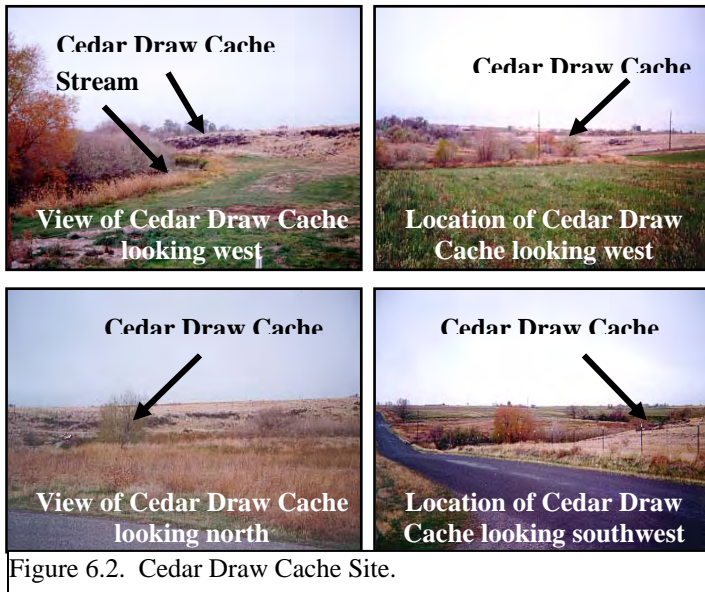 Cedar Draw Cache
Stream
View of Cedar Draw Cache
looking west
Cedar Draw Cache
Location of Cedar Draw
Cache looking west
Cedar Draw Cache
View of Cedar Draw Cache
looking north
Cedar Draw Cache
Location of Cedar Draw
Cache looking southwest
Figure 6.2. Cedar Draw Cache Site.